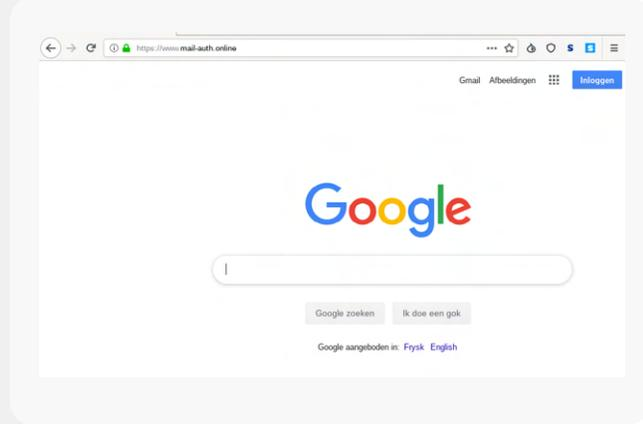 https://www.mail-auth.online
Gmail Afbeeldingen Inloggen
Google
Google zoeken Ik doe een gok
Google aangeboden in: Frysk English